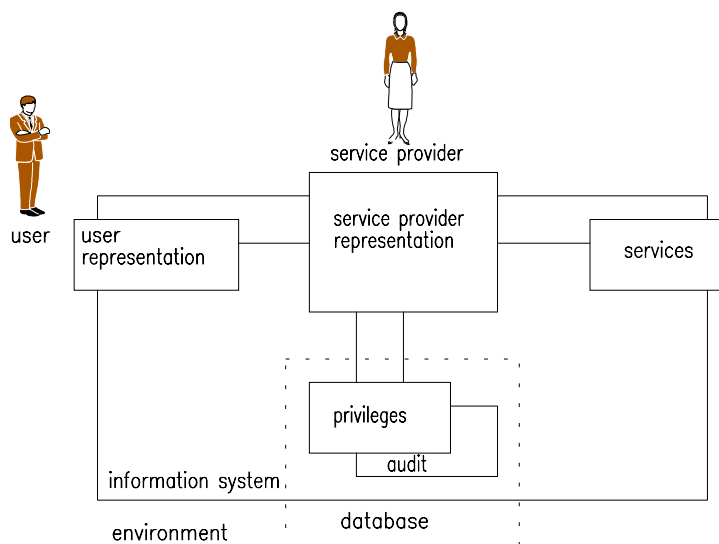 service provider
user
user
representation
service provider
representation
services
privileges
audit
information system
database
environment